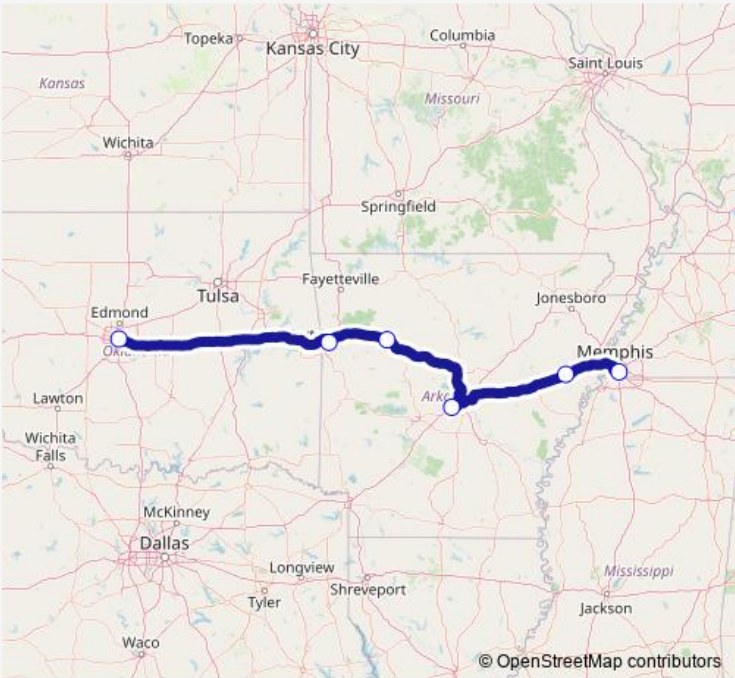 Topeka
Kansas City
Columbia
Saint Louis
Kansas
Missouri
Wichita
Springfield
Fayetteville
Tulsa
Jonesboro
Edmond
Memphis
Lawton
Wichita
Falls
McKinney
Dallas
Longview
Mississippi
Shreveport
Tyler
Jackson
Waco
© OpenStreetMap contributors